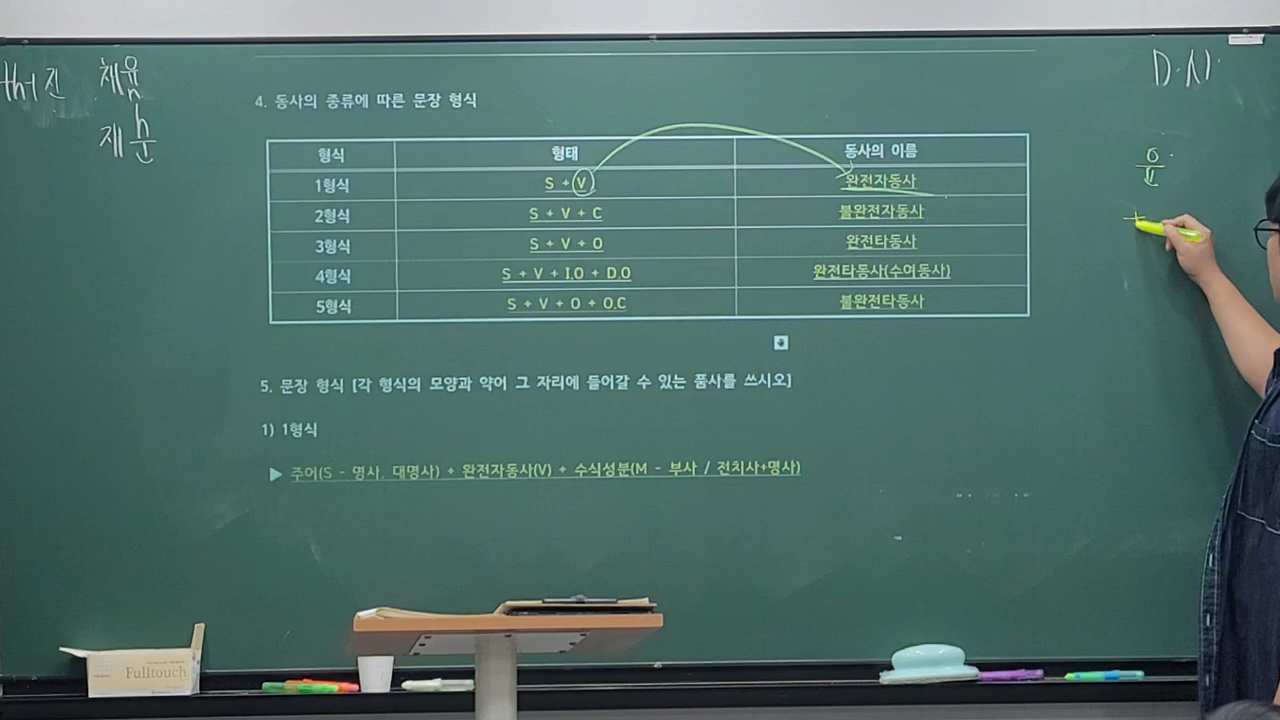 채윤
재훈
D.N.
4. 동사의 종류에 따른 문장 형식
형식 형태 동사의 이름
1형식 S + V 완전자동사
2형식 S + V + C 불완전자동사
3형식 S + V + O 완전타동사
4형식 S + V + I.O + D.O 완전타동사(수여동사)
5형식 S + V + O + O.C 불완전타동사
5. 문장 형식 [각 형식의 모양과 약어 그 자리에 들어갈 수 있는 품사를 쓰시오]
1) 1형식
▶ 주어(S - 명사, 대명사) + 완전자동사(V) + 수식성분(M - 부사 / 전치사+명사)
Fulltouch